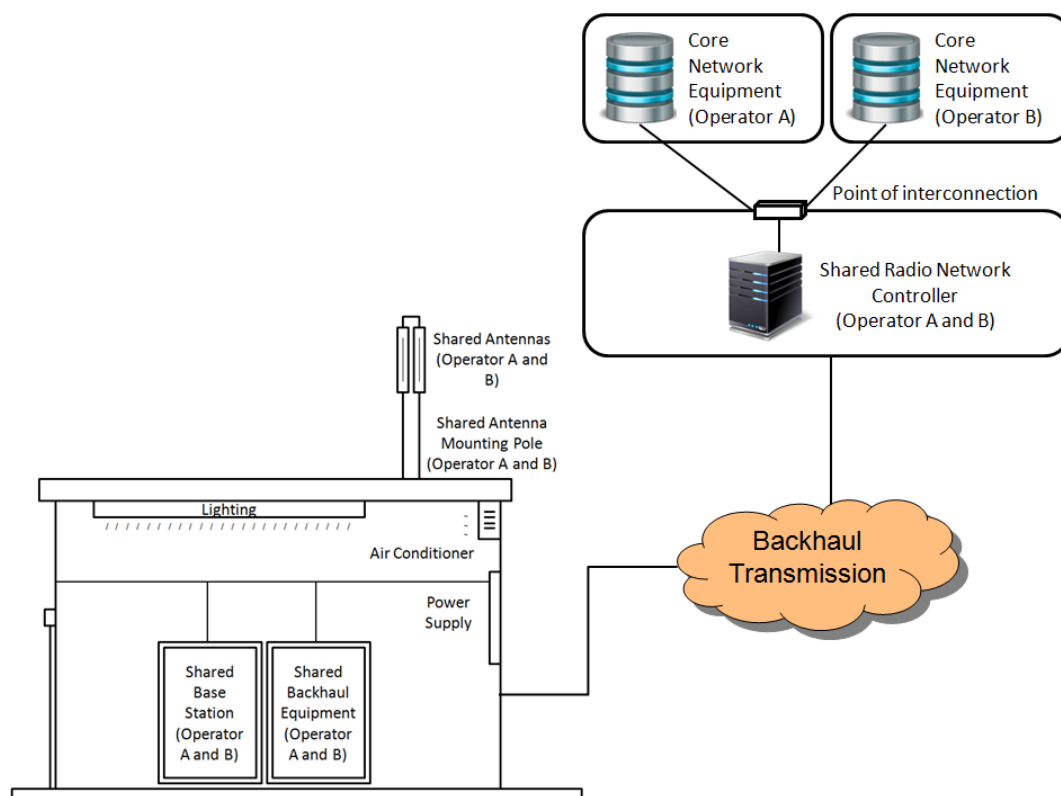 Core
Network
Equipment
(Operator A)
Core
Network
Equipment
(Operator B)
Point of interconnection
Shared Radio Network
Controller
(Operator A and B)
Shared Antennas
(Operator A and
B)
Shared Antenna
Mounting Pole
(Operator A and B)
Lighting
Air Conditioner
Power
Supply
Shared
Base
Station
(Operator
A and B)
Shared
Backhaul
Equipment
(Operator
A and B)
Backhaul
Transmission